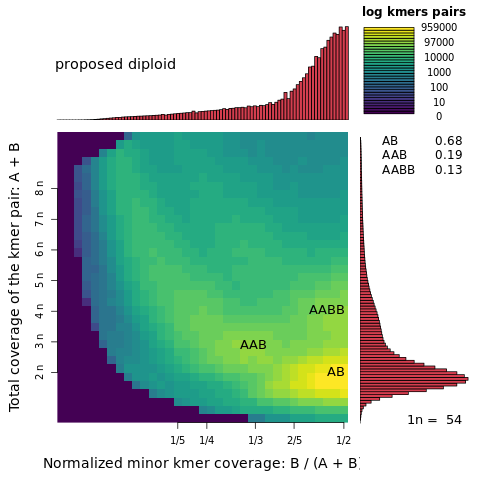 log kmers pairs
proposed diploid
959000
97000
10000
1000
100
10
0
AB 0.68
AAB 0.19
AABB 0.13
Total coverage of the kmer pair: A + B
8 n
7 n
6 n
5 n
4 n
3 n
2 n
AABB
AAB
AB
1n = 54
1/5 1/4 1/3 2/5 1/2
Normalized minor kmer coverage: B / (A + B